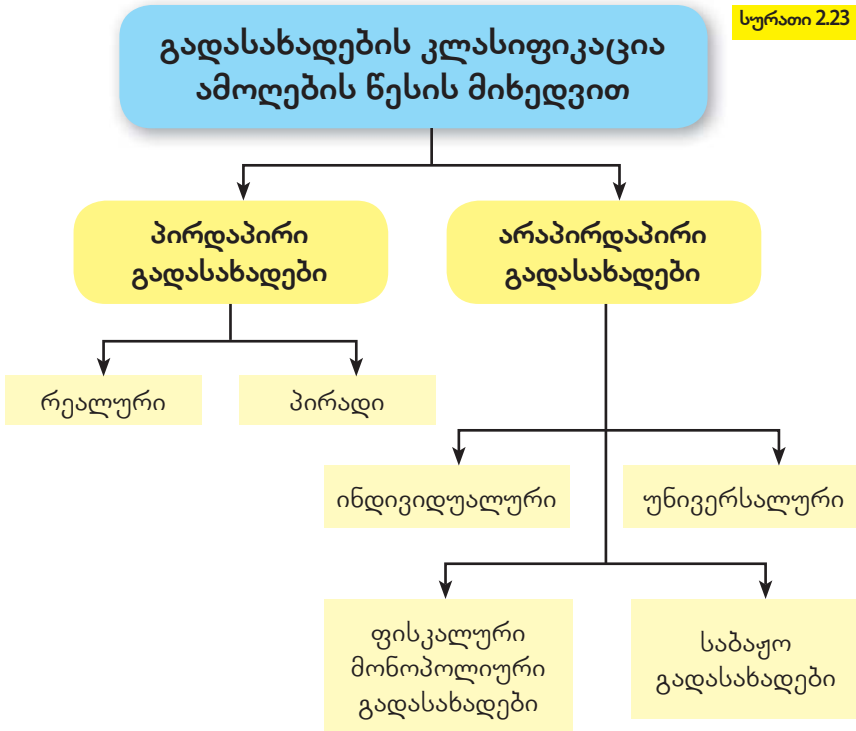 სურათი 2.23
გადასახადების კლასიფიკაცია
ამოღების წესის მიხედვით
პირდაპირი
გადასახადები
არაპირდაპირი
გადასახადები
რეალური
პირადი
ინდივიდუალური
უნივერსალური
ფისკალური
მონოპოლიური
გადასახადები
საბაჟო
გადასახადები